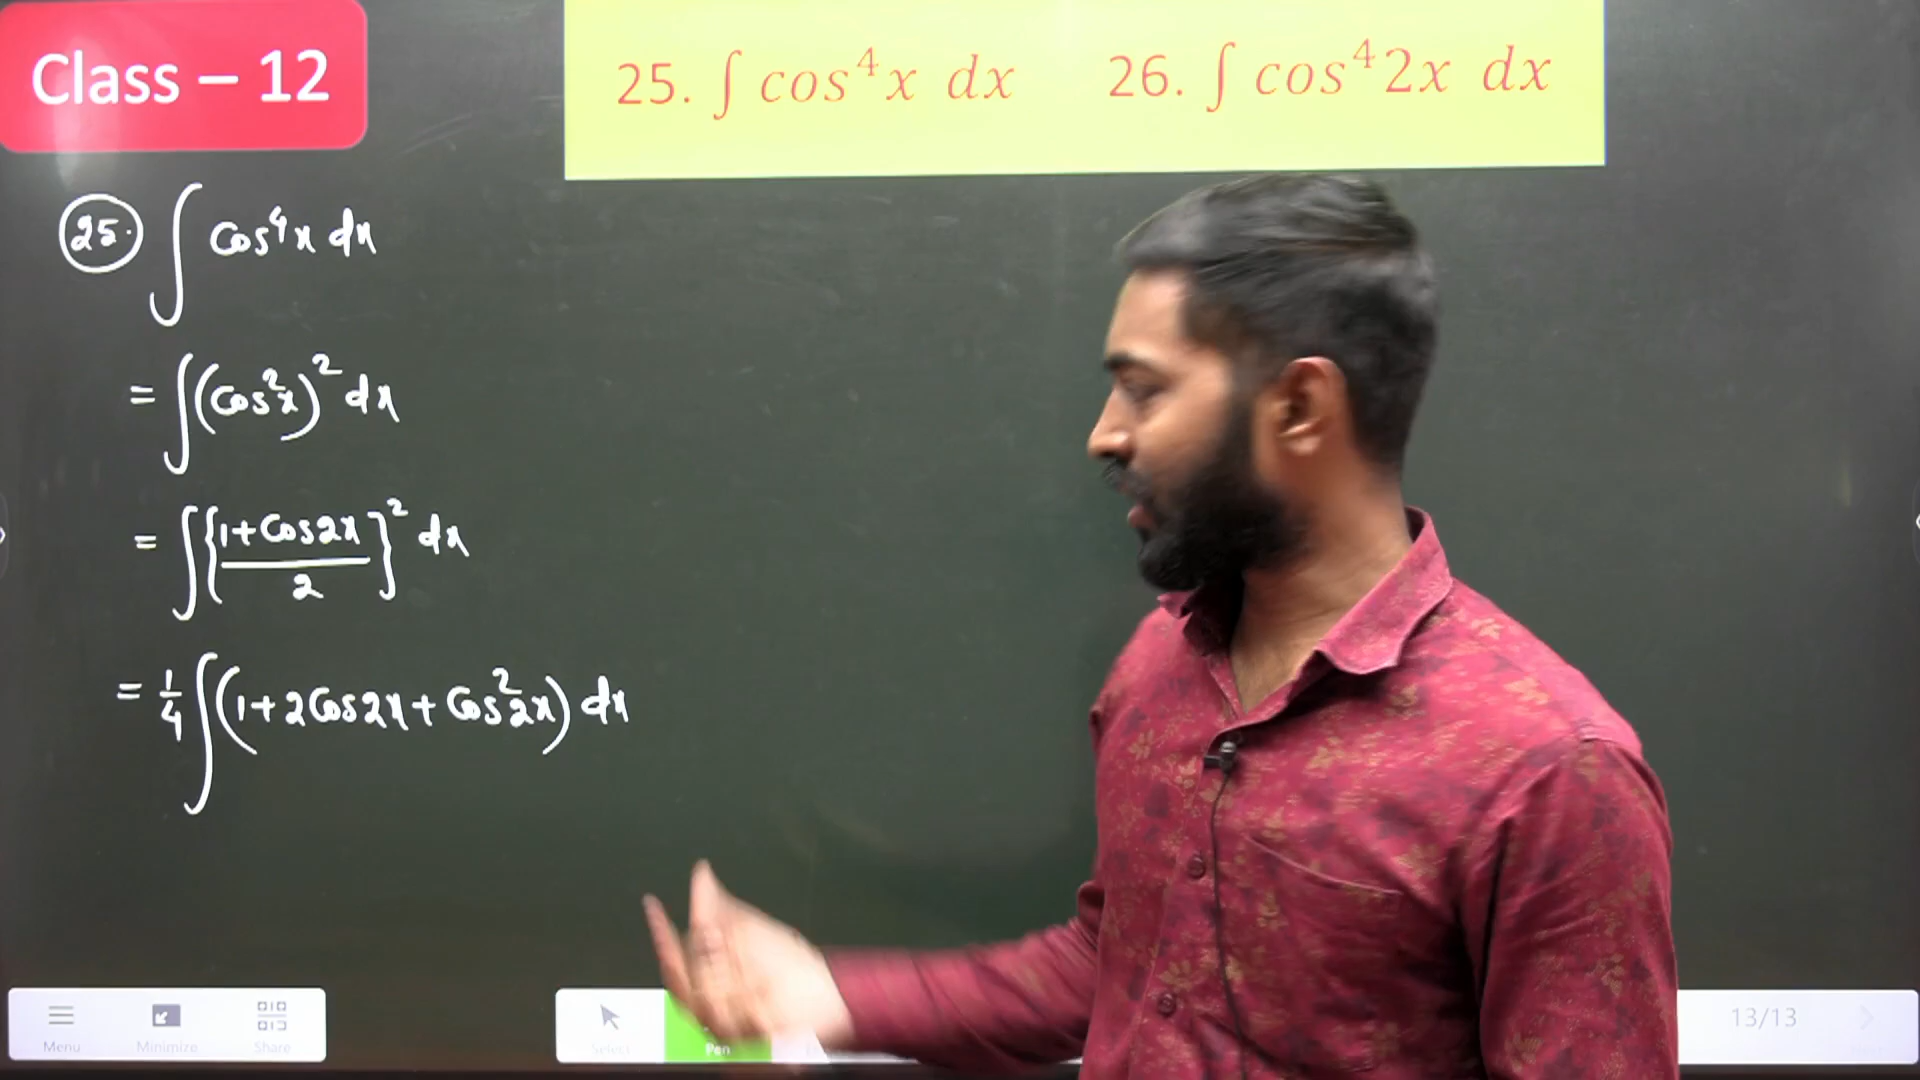 Class – 12
25. ∫ cos⁴x dx 26. ∫ cos⁴2x dx
25. ∫ Cos⁴x dx
= ∫(Cos²x)² dx
= ∫{(1+Cos2x)/2}² dx
= 1/4 ∫(1+2Cos2x+Cos²2x) dx
Menu Minimize Share Select Pen 13/13